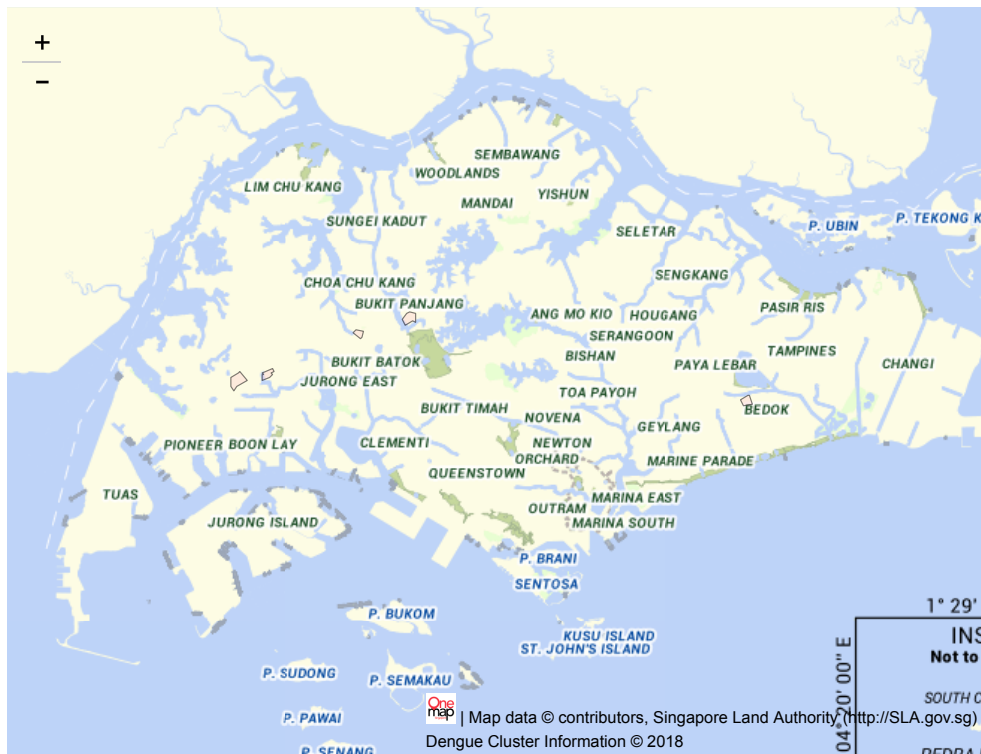 +
−
SEMBAWANG
WOODLANDS
LIM CHU KANG
YISHUN
MANDAI
SUNGEI KADUT
P. TEKONG K
P. UBIN
SELETAR
SENGKANG
CHOA CHU KANG
BUKIT PANJANG
PASIR RIS
ANG MO KIO
HOUGANG
SERANGOON
TAMPINES
BISHAN
BUKIT BATOK
PAYA LEBAR
CHANGI
JURONG EAST
TOA PAYOH
BUKIT TIMAH
BEDOK
NOVENA
GEYLANG
PIONEER
BOON LAY
CLEMENTI
NEWTON
ORCHARD
MARINE PARADE
QUEENSTOWN
TUAS
MARINA EAST
OUTRAM
JURONG ISLAND
MARINA SOUTH
P. BRANI
SENTOSA
P. BUKOM
KUSU ISLAND
ST. JOHN'S ISLAND
P. SUDONG
P. SEMAKAU
P. PAWAI
P. SENANG
1° 29'
INS
Not to
04° 20' 00" E
SOUTH C
PEDRA
One
map
| Map data © contributors, Singapore Land Authority (http://SLA.gov.sg)
Dengue Cluster Information © 2018